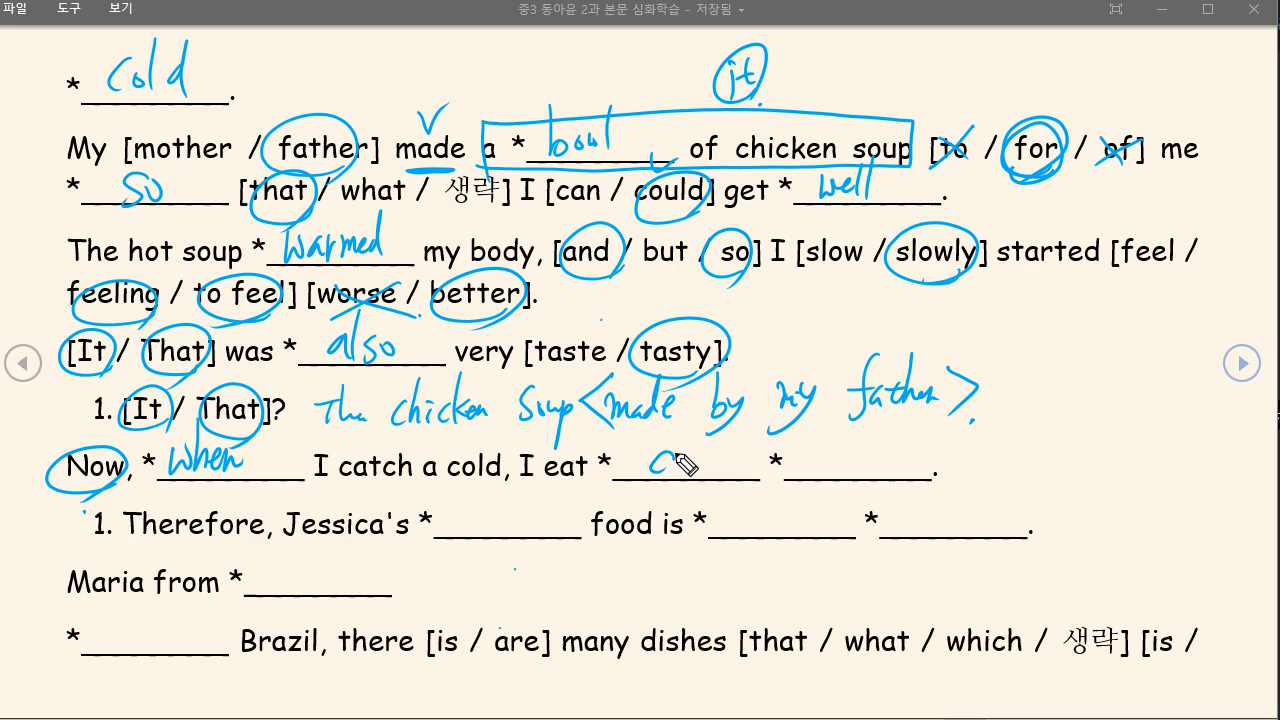 파일 도구 보기 중3 동아윤 2과 본문 심화학습 - 저장됨
* cold.
it
My [mother / father] made a * bowl of chicken soup [to / for / of] me
* so [that / what / 생략] I [can / could] get * well.
The hot soup * warmed my body, [and / but / so] I [slow / slowly] started [feel /
feeling / to feel] [worse / better].
[It / That] was * also very [taste / tasty].
1. [It / That]? The chicken soup <made by my father>.
Now, * when I catch a cold, I eat * c________ *________.
1. Therefore, Jessica's *________ food is *________ *________.
Maria from *________
*________ Brazil, there [is / are] many dishes [that / what / which / 생략] [is /